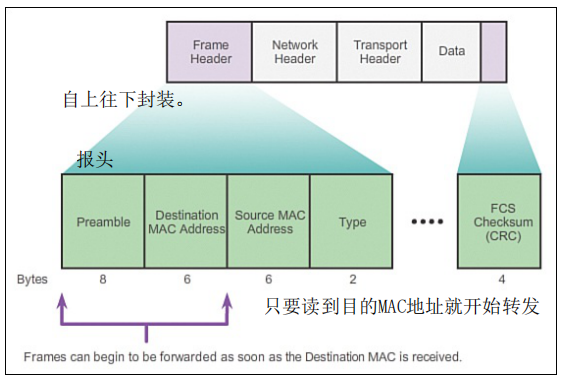 Frame Header
Network Header
Transport Header
Data
自上往下封装。
报头
Preamble
Destination MAC Address
Source MAC Address
Type
FCS Checksum (CRC)
Bytes
8
6
6
2
4
只要读到目的MAC地址就开始转发
Frames can begin to be forwarded as soon as the Destination MAC is received.